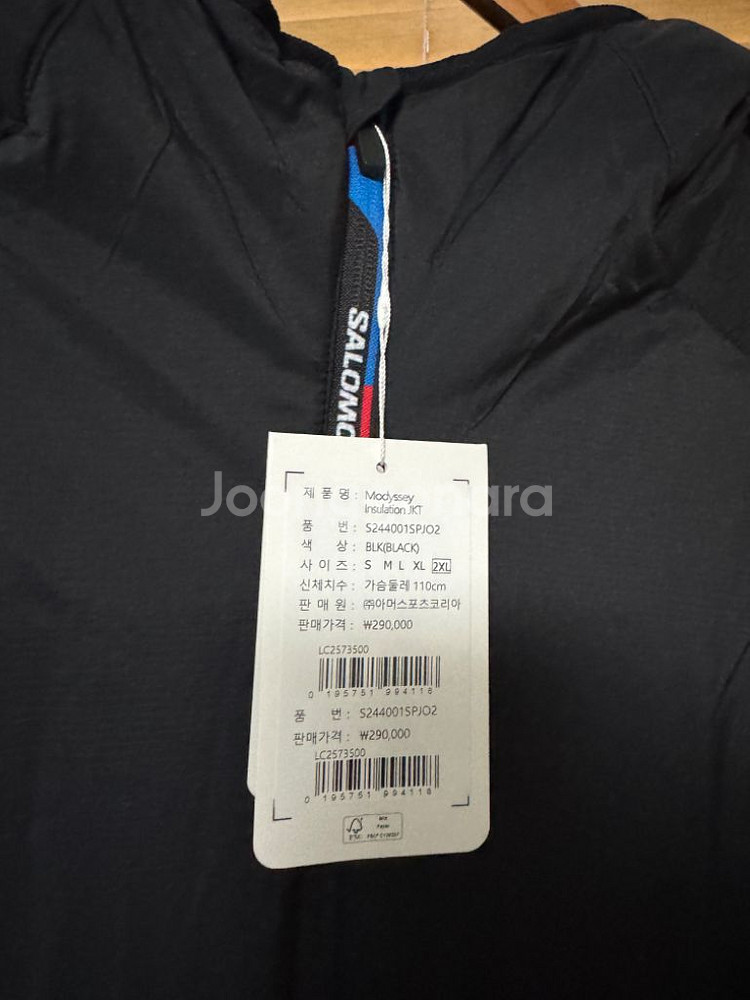 SALOMO
Joonggonara
제 품 명 : Modyssey
Insulation JKT
품 번 : S244001SPJO2
색 상 : BLK(BLACK)
사 이 즈 : S M L XL 2XL
신체치수 : 가슴둘레 110cm
판 매 원 : ㈜아머스포츠코리아
판매가격 : ₩290,000
LC2573500
0 195751 994116
품 번 : S244001SPJO2
판매가격 : ₩290,000
LC2573500
0 195751 994116
MIX
Paper
FSC